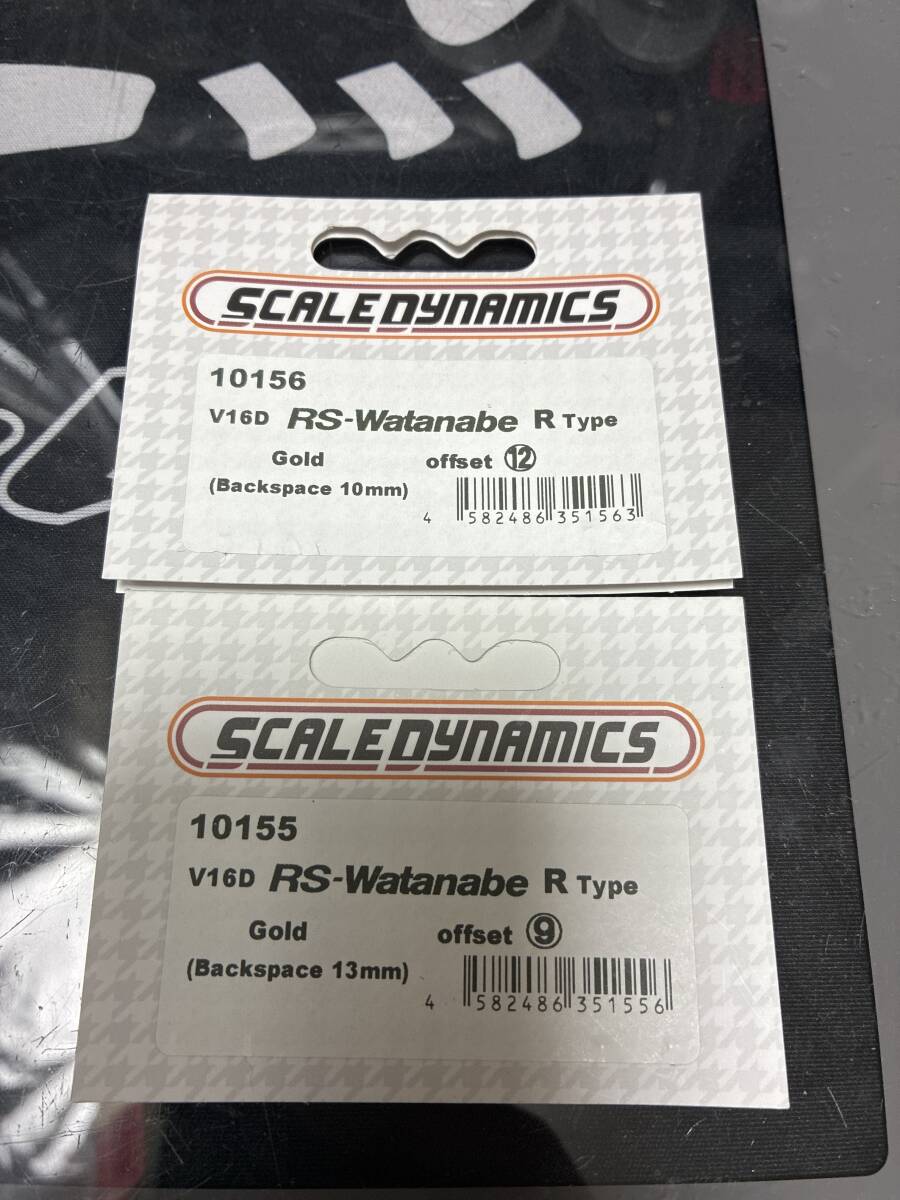 SCALEDYNAMICS
10156
V16D RS-Watanabe R Type
Gold offset ⑫
(Backspace 10mm)
4 582486 351563
SCALEDYNAMICS
10155
V16D RS-Watanabe R Type
Gold offset ⑨
(Backspace 13mm)
4 582486 351556